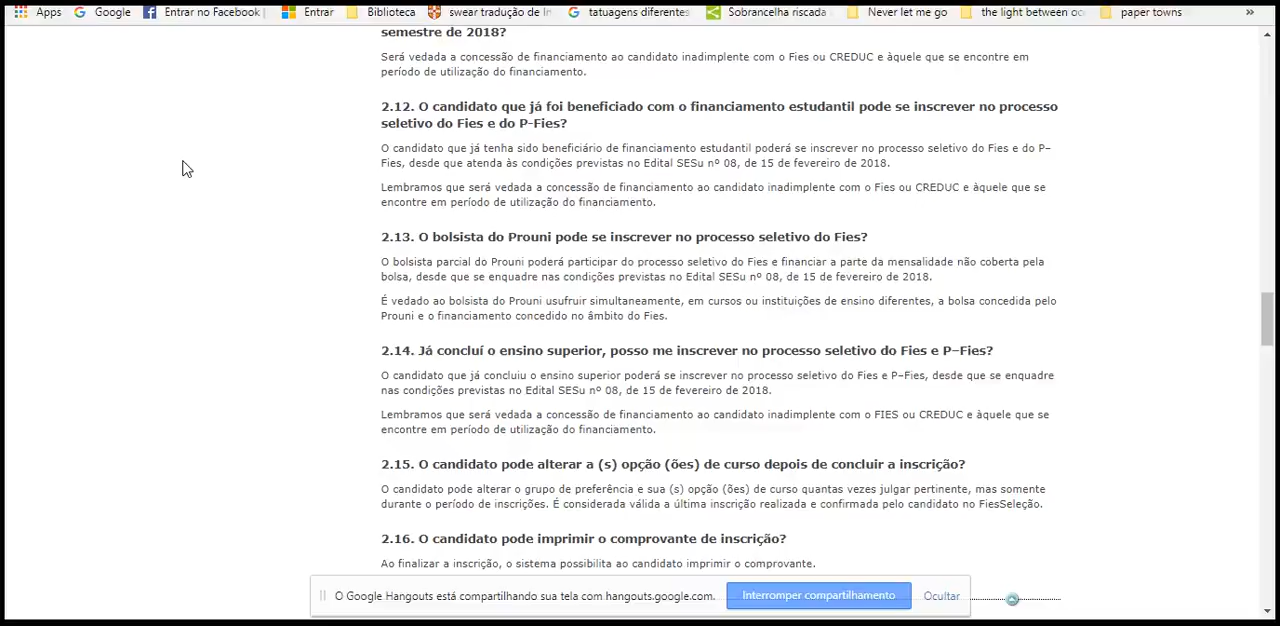 Apps Google Entrar no Facebook Entrar Biblioteca swear tradução de In tatuagens diferentes Sobrancelha riscada Never let me go the light between oc paper towns »
semestre de 2018?
Será vedada a concessão de financiamento ao candidato inadimplente com o Fies ou CREDUC e àquele que se encontre em
período de utilização do financiamento.
2.12. O candidato que já foi beneficiado com o financiamento estudantil pode se inscrever no processo
seletivo do Fies e do P-Fies?
O candidato que já tenha sido beneficiário de financiamento estudantil poderá se inscrever no processo seletivo do Fies e do P–
Fies, desde que atenda às condições previstas no Edital SESu nº 08, de 15 de fevereiro de 2018.
Lembramos que será vedada a concessão de financiamento ao candidato inadimplente com o Fies ou CREDUC e àquele que se
encontre em período de utilização do financiamento.
2.13. O bolsista do Prouni pode se inscrever no processo seletivo do Fies?
O bolsista parcial do Prouni poderá participar do processo seletivo do Fies e financiar a parte da mensalidade não coberta pela
bolsa, desde que se enquadre nas condições previstas no Edital SESu nº 08, de 15 de fevereiro de 2018.
É vedado ao bolsista do Prouni usufruir simultaneamente, em cursos ou instituições de ensino diferentes, a bolsa concedida pelo
Prouni e o financiamento concedido no âmbito do Fies.
2.14. Já concluí o ensino superior, posso me inscrever no processo seletivo do Fies e P–Fies?
O candidato que já concluiu o ensino superior poderá se inscrever no processo seletivo do Fies e P–Fies, desde que se enquadre
nas condições previstas no Edital SESu nº 08, de 15 de fevereiro de 2018.
Lembramos que será vedada a concessão de financiamento ao candidato inadimplente com o FIES ou CREDUC e àquele que se
encontre em período de utilização do financiamento.
2.15. O candidato pode alterar a (s) opção (ões) de curso depois de concluir a inscrição?
O candidato pode alterar o grupo de preferência e sua (s) opção (ões) de curso quantas vezes julgar pertinente, mas somente
durante o período de inscrições. É considerada válida a última inscrição realizada e confirmada pelo candidato no FiesSeleção.
2.16. O candidato pode imprimir o comprovante de inscrição?
Ao finalizar a inscrição, o sistema possibilita ao candidato imprimir o comprovante.
O Google Hangouts está compartilhando sua tela com hangouts.google.com. Interromper compartilhamento Ocultar